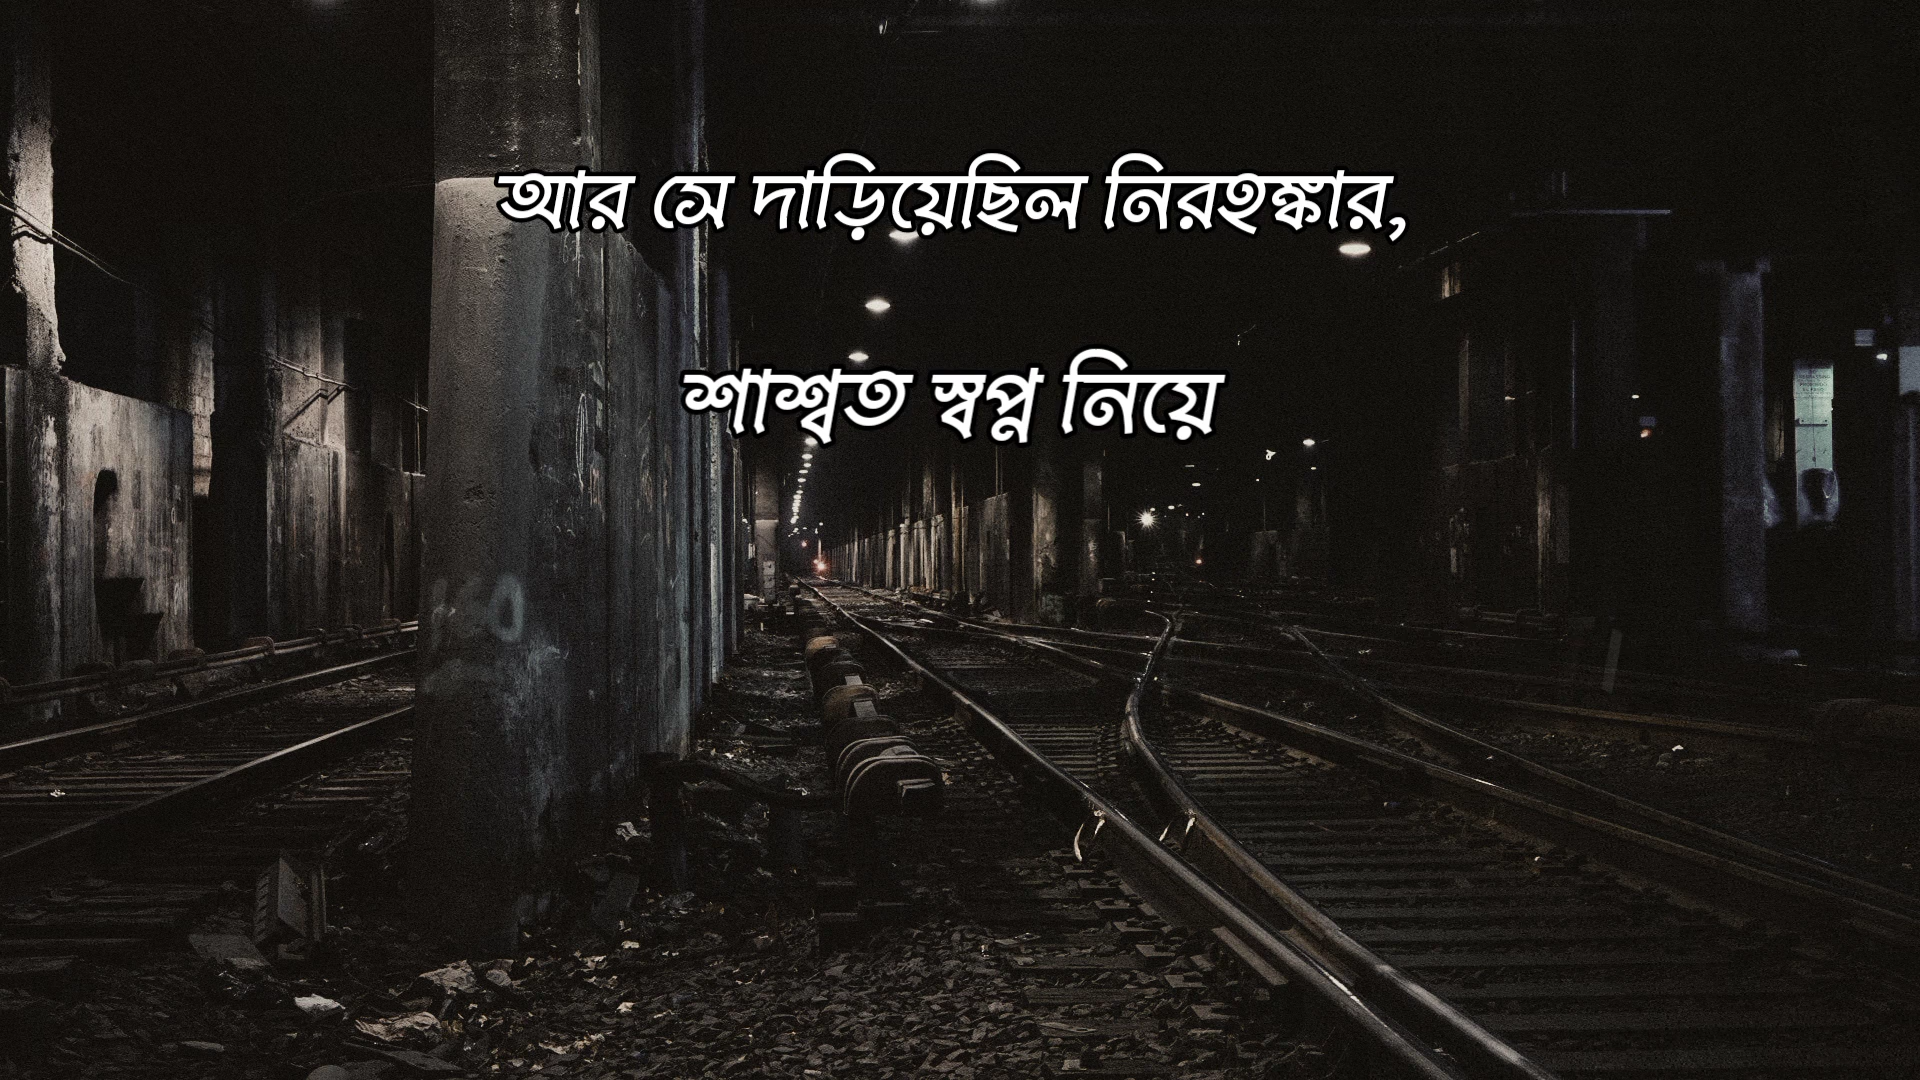 আর সে দাড়িয়েছিল নিরহঙ্কার,
শাশ্বত স্বপ্ন নিয়ে